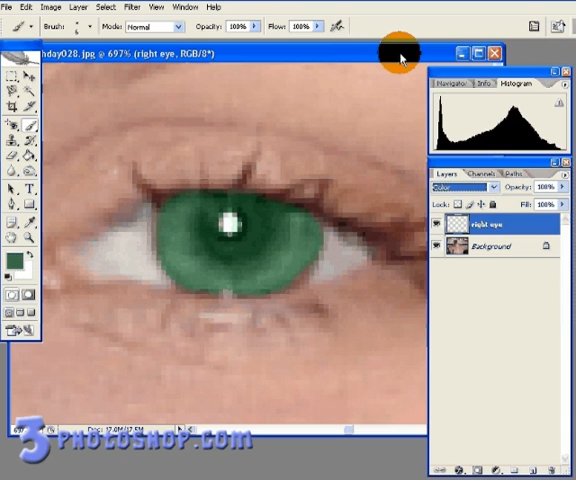 File Edit Image Layer Select Filter View Window Help
Brush: Mode: Normal Opacity: 100% Flow: 100%
hday028.jpg @ 697% (right eye, RGB/8*)
Navigator Info Histogram
Layers Channels Paths
Color Opacity: 100%
Lock: Fill: 100%
right eye
Background
3 PHOTOSHOP.COM